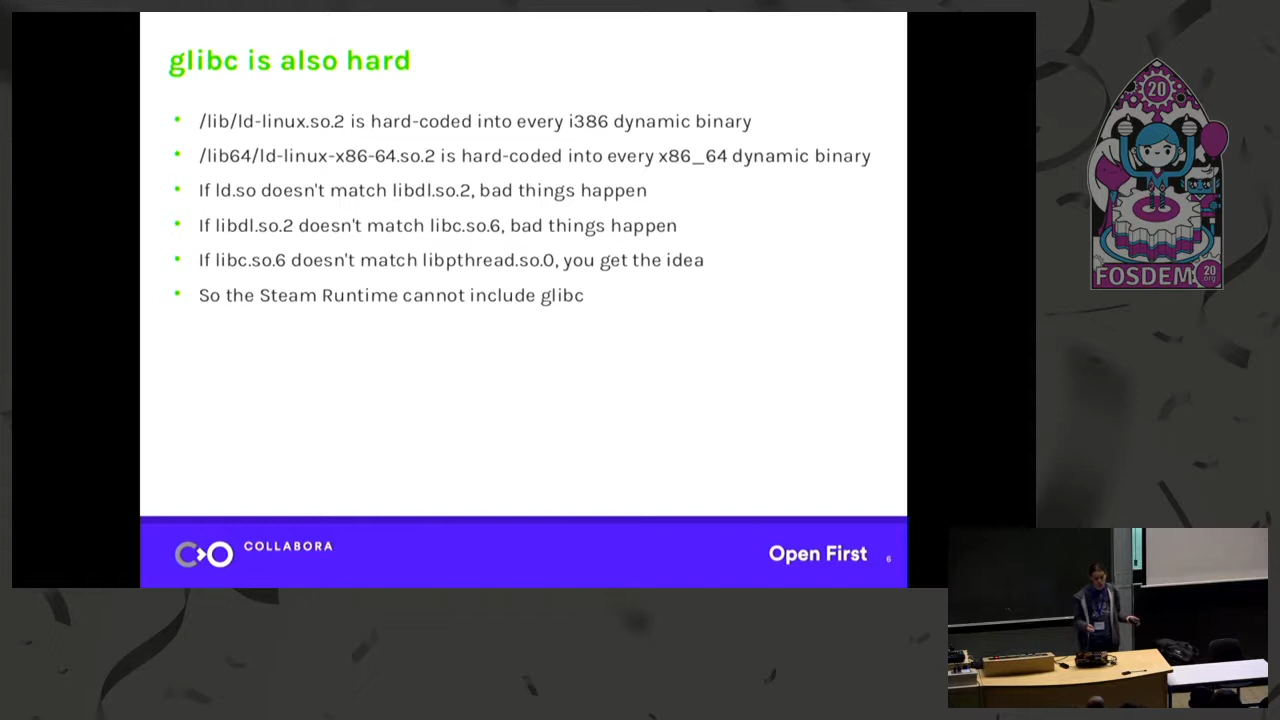 glibc is also hard
• /lib/ld-linux.so.2 is hard-coded into every i386 dynamic binary
• /lib64/ld-linux-x86-64.so.2 is hard-coded into every x86_64 dynamic binary
• If ld.so doesn't match libdl.so.2, bad things happen
• If libdl.so.2 doesn't match libc.so.6, bad things happen
• If libc.so.6 doesn't match libpthread.so.0, you get the idea
• So the Steam Runtime cannot include glibc
COLLABORA
Open First
6
20
FOSDEM
20
.org